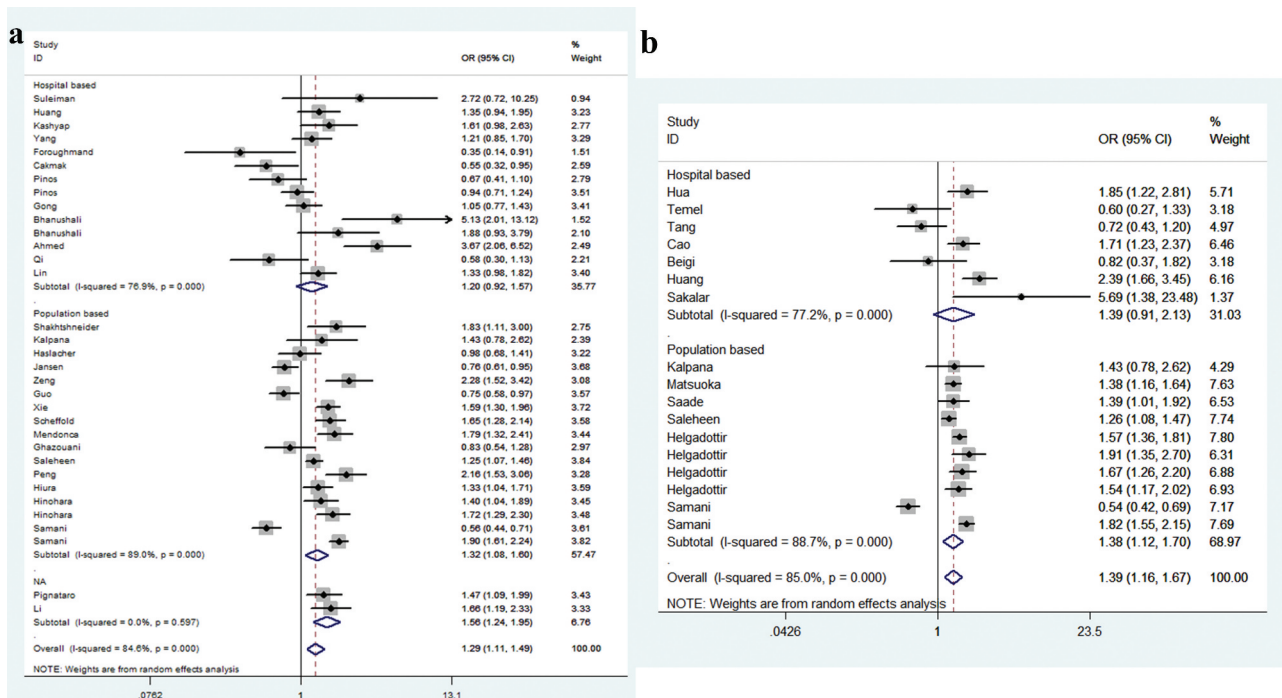 a
Study %
ID OR (95% CI) Weight
Hospital based
Suleiman 2.72 (0.72, 10.25) 0.94
Huang 1.35 (0.94, 1.95) 3.23
Kashyap 1.61 (0.98, 2.63) 2.77
Yang 1.21 (0.85, 1.70) 3.29
Foroughmand 0.35 (0.14, 0.91) 1.51
Cakmak 0.55 (0.32, 0.95) 2.59
Pinos 0.67 (0.41, 1.10) 2.79
Pinos 0.94 (0.71, 1.24) 3.51
Gong 1.05 (0.77, 1.43) 3.41
Bhanushali 5.13 (2.01, 13.12) 1.52
Bhanushali 1.88 (0.93, 3.79) 2.10
Ahmed 3.67 (2.06, 6.52) 2.49
Qi 0.58 (0.30, 1.13) 2.21
Lin 1.33 (0.98, 1.82) 3.40
Subtotal (I-squared = 76.9%, p = 0.000) 1.20 (0.92, 1.57) 35.77
.
Population based
Shakhtshneider 1.83 (1.11, 3.00) 2.75
Kalpana 1.43 (0.78, 2.62) 2.39
Haslacher 0.98 (0.68, 1.41) 3.22
Jansen 0.76 (0.61, 0.95) 3.68
Zeng 2.28 (1.52, 3.42) 3.08
Guo 0.75 (0.58, 0.97) 3.57
Xie 1.59 (1.30, 1.96) 3.72
Scheffold 1.65 (1.28, 2.14) 3.58
Mendonca 1.79 (1.32, 2.41) 3.44
Ghazouani 0.83 (0.54, 1.28) 2.97
Saleheen 1.25 (1.07, 1.46) 3.84
Peng 2.16 (1.53, 3.06) 3.28
Hiura 1.33 (1.04, 1.71) 3.59
Hinohara 1.40 (1.04, 1.89) 3.45
Hinohara 1.72 (1.29, 2.30) 3.48
Samani 0.56 (0.44, 0.71) 3.61
Samani 1.90 (1.61, 2.24) 3.82
Subtotal (I-squared = 89.0%, p = 0.000) 1.32 (1.08, 1.60) 57.47
.
NA
Pignataro 1.47 (1.09, 1.99) 3.43
Li 1.66 (1.19, 2.33) 3.33
Subtotal (I-squared = 0.0%, p = 0.597) 1.56 (1.24, 1.95) 6.76
.
Overall (I-squared = 84.6%, p = 0.000) 1.29 (1.11, 1.49) 100.00
NOTE: Weights are from random effects analysis
.0762 1 13.1
b
Study %
ID OR (95% CI) Weight
Hospital based
Hua 1.85 (1.22, 2.81) 5.71
Temel 0.60 (0.27, 1.33) 3.18
Tang 0.72 (0.43, 1.20) 4.97
Cao 1.71 (1.23, 2.37) 6.46
Beigi 0.82 (0.37, 1.82) 3.18
Huang 2.39 (1.66, 3.45) 6.16
Sakalar 5.69 (1.38, 23.48) 1.37
Subtotal (I-squared = 77.2%, p = 0.000) 1.39 (0.91, 2.13) 31.03
.
Population based
Kalpana 1.43 (0.78, 2.62) 4.29
Matsuoka 1.38 (1.16, 1.64) 7.63
Saade 1.39 (1.01, 1.92) 6.53
Saleheen 1.26 (1.08, 1.47) 7.74
Helgadottir 1.57 (1.36, 1.81) 7.80
Helgadottir 1.91 (1.35, 2.70) 6.31
Helgadottir 1.67 (1.26, 2.20) 6.88
Helgadottir 1.54 (1.17, 2.02) 6.93
Samani 0.54 (0.42, 0.69) 7.17
Samani 1.82 (1.55, 2.15) 7.69
Subtotal (I-squared = 88.7%, p = 0.000) 1.38 (1.12, 1.70) 68.97
.
Overall (I-squared = 85.0%, p = 0.000) 1.39 (1.16, 1.67) 100.00
NOTE: Weights are from random effects analysis
.0426 1 23.5